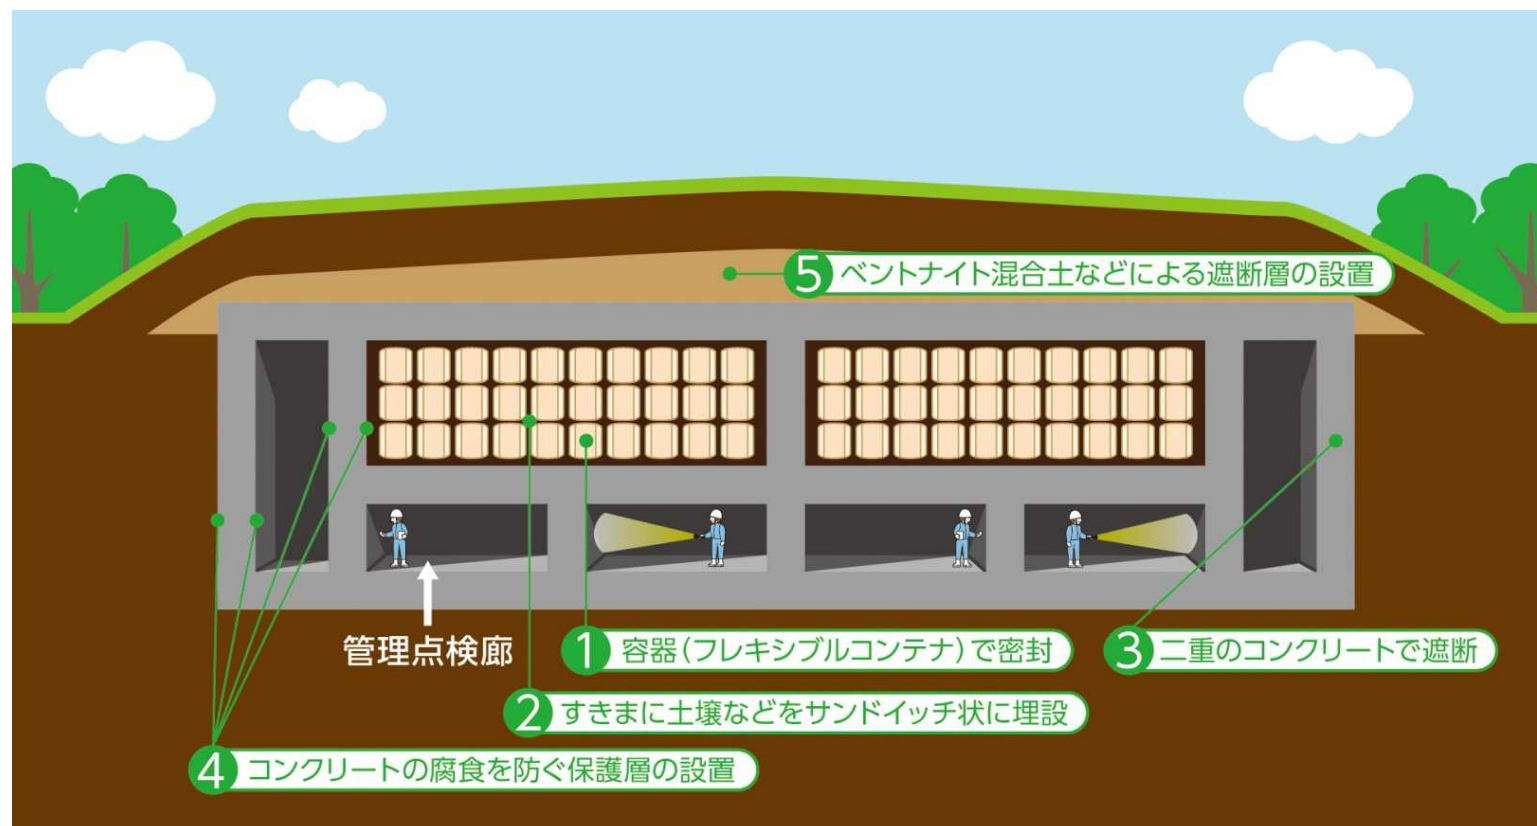 5 ベントナイト混合土などによる遮断層の設置
管理点検廊
1 容器(フレキシブルコンテナ)で密封
3 二重のコンクリートで遮断
2 すきまに土壌などをサンドイッチ状に埋設
4 コンクリートの腐食を防ぐ保護層の設置